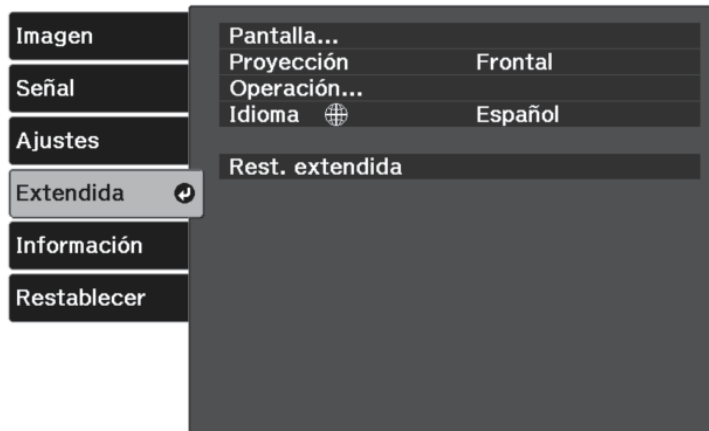 Imagen
Señal
Ajustes
Extendida
Información
Restablecer
Pantalla...
Proyección Frontal
Operación...
Idioma Español
Rest. extendida